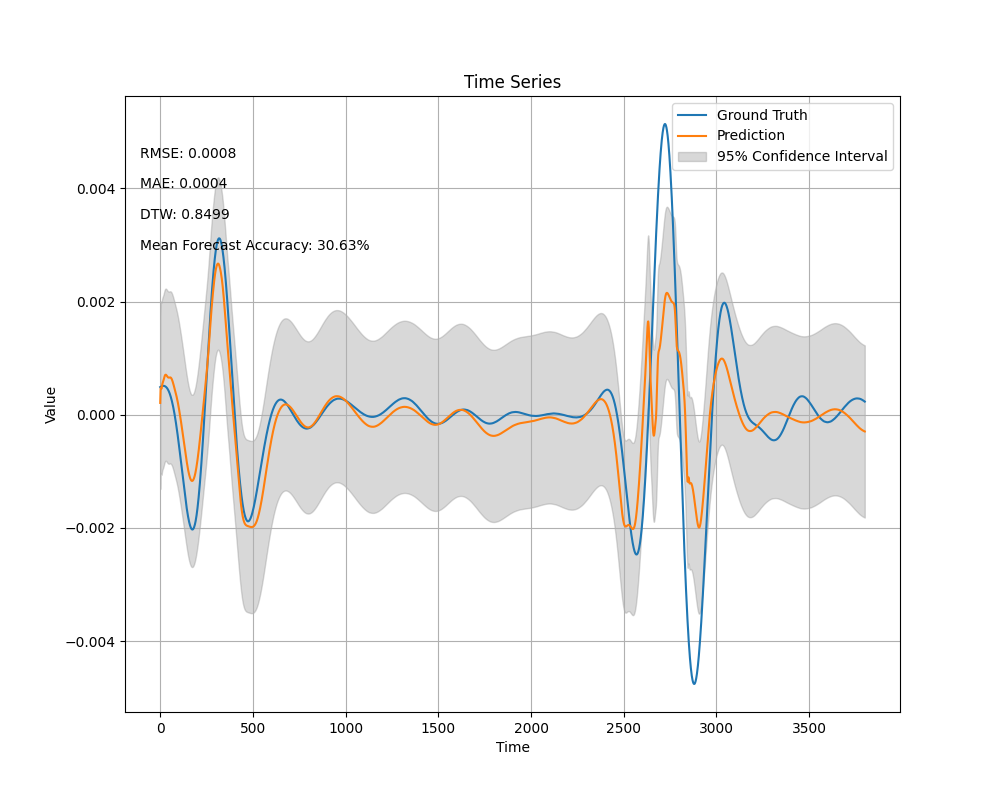 Time Series
Ground Truth
Prediction
95% Confidence Interval
RMSE: 0.0008
MAE: 0.0004
DTW: 0.8499
Mean Forecast Accuracy: 30.63%
Value
0.004
0.002
0.000
−0.002
−0.004
0 500 1000 1500 2000 2500 3000 3500
Time